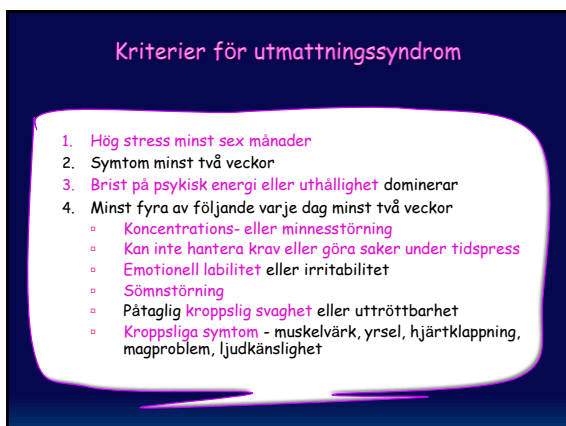 Kriterier för utmattningssyndrom
1. Hög stress minst sex månader
2. Symtom minst två veckor
3. Brist på psykisk energi eller uthållighet dominerar
4. Minst fyra av följande varje dag minst två veckor
▫ Koncentrations- eller minnesstörning
▫ Kan inte hantera krav eller göra saker under tidspress
▫ Emotionell labilitet eller irritabilitet
▫ Sömnstörning
▫ Påtaglig kroppslig svaghet eller uttröttbarhet
▫ Kroppsliga symtom - muskelvärk, yrsel, hjärtklappning,
magproblem, ljudkänslighet